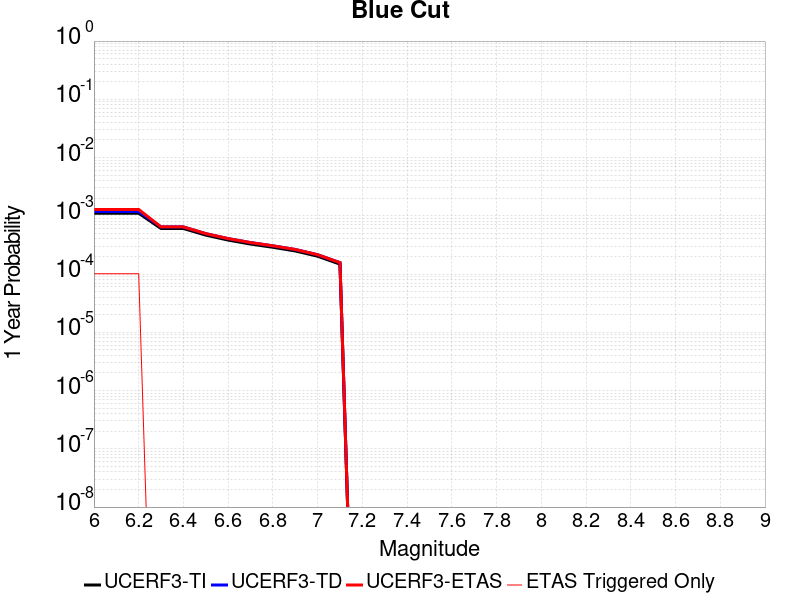 Blue Cut
1 Year Probability
10^0
10^-1
10^-2
10^-3
10^-4
10^-5
10^-6
10^-7
10^-8
6 6.2 6.4 6.6 6.8 7 7.2 7.4 7.6 7.8 8 8.2 8.4 8.6 8.8 9
Magnitude
UCERF3-TI UCERF3-TD UCERF3-ETAS ETAS Triggered Only